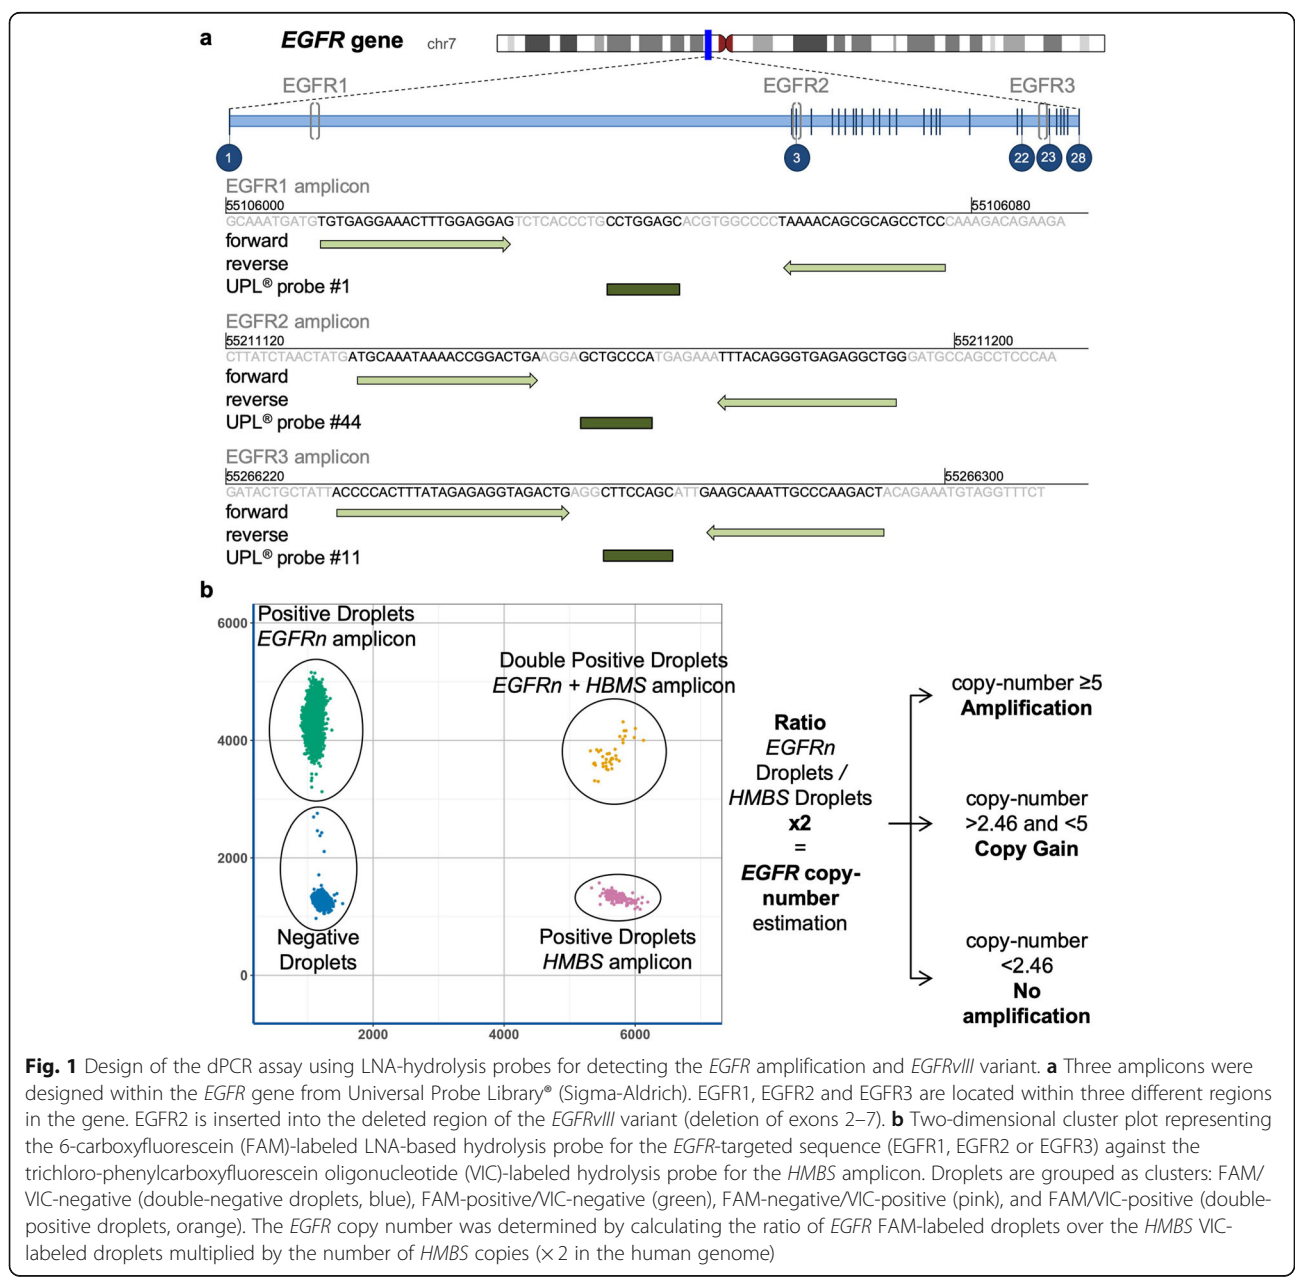 a
EGFR gene chr7
EGFR1 EGFR2 EGFR3
1 3 22 23 28
EGFR1 amplicon
55106000 55106080
GCAAATGATGTGTGAGGAAACTTTGGAGGAGTCTCACCCTGCCTGGAGCACGTGGCCCCTAAAACAGCGCAGCCTCCCAAAGACAGAAGA
forward
reverse
UPL® probe #1
EGFR2 amplicon
55211120 55211200
CTTATCTAACTATGATGCAAATAAAACCGGACTGAAGGAGCTGCCCATGAGAAATTTACAGGGTGAGAGGCTGGGATGCCAGCCTCCCAA
forward
reverse
UPL® probe #44
EGFR3 amplicon
55266220 55266300
GATACTGCTATTACCCCACTTTATAGAGAGGTAGACTGAGGCTTCCAGCATTGAAGCAAATTGCCCAAGACTACAGAAATGTAGGTTTCT
forward
reverse
UPL® probe #11
b
6000
4000
2000
0
2000 4000 6000
Positive Droplets
EGFRn amplicon
Double Positive Droplets
EGFRn + HBMS amplicon
Negative
Droplets
Positive Droplets
HMBS amplicon
Ratio
EGFRn
Droplets /
HMBS Droplets
x2
=
EGFR copy-
number
estimation
copy-number ≥5
Amplification
copy-number
>2.46 and <5
Copy Gain
copy-number
<2.46
No
amplification
Fig. 1 Design of the dPCR assay using LNA-hydrolysis probes for detecting the EGFR amplification and EGFRvIII variant. a Three amplicons were
designed within the EGFR gene from Universal Probe Library® (Sigma-Aldrich). EGFR1, EGFR2 and EGFR3 are located within three different regions
in the gene. EGFR2 is inserted into the deleted region of the EGFRvIII variant (deletion of exons 2–7). b Two-dimensional cluster plot representing
the 6-carboxyfluorescein (FAM)-labeled LNA-based hydrolysis probe for the EGFR-targeted sequence (EGFR1, EGFR2 or EGFR3) against the
trichloro-phenylcarboxyfluorescein oligonucleotide (VIC)-labeled hydrolysis probe for the HMBS amplicon. Droplets are grouped as clusters: FAM/
VIC-negative (double-negative droplets, blue), FAM-positive/VIC-negative (green), FAM-negative/VIC-positive (pink), and FAM/VIC-positive (double-
positive droplets, orange). The EGFR copy number was determined by calculating the ratio of EGFR FAM-labeled droplets over the HMBS VIC-
labeled droplets multiplied by the number of HMBS copies (× 2 in the human genome)